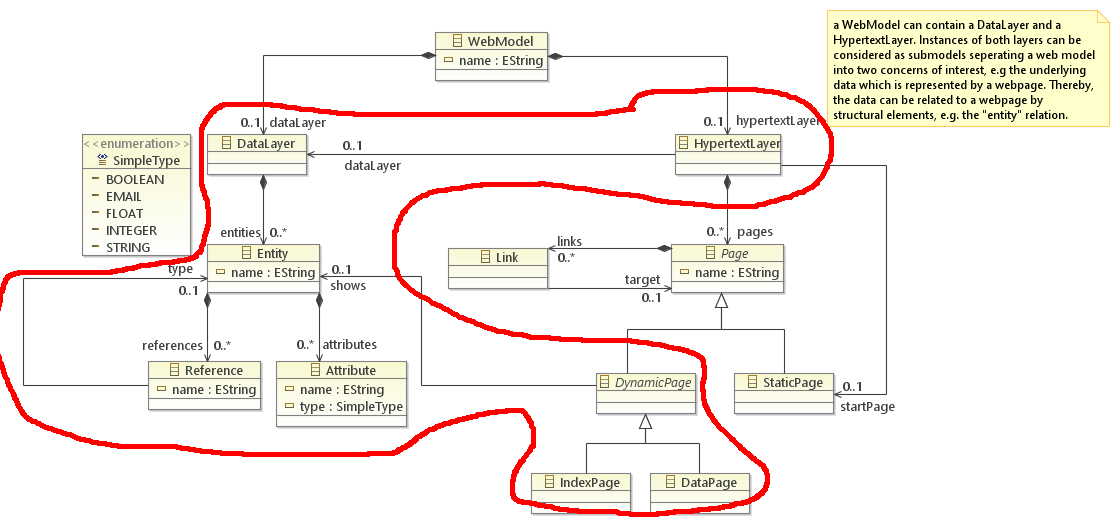 WebModel
name : EString
a WebModel can contain a DataLayer and a
HypertextLayer. Instances of both layers can be
considered as submodels seperating a web model
into two concerns of interest, e.g the underlying
data which is represented by a webpage. Thereby,
the data can be related to a webpage by
structural elements, e.g. the "entity" relation.
0..1 dataLayer
0..1 hypertextLayer
<<enumeration>>
SimpleType
BOOLEAN
EMAIL
FLOAT
INTEGER
STRING
DataLayer
0..1
dataLayer
HypertextLayer
entities 0..*
0..* pages
Entity
name : EString
type
0..1
0..1
shows
links
0..*
Link
target
0..1
Page
name : EString
references 0..*
0..* attributes
Reference
name : EString
Attribute
name : EString
type : SimpleType
DynamicPage
StaticPage
0..1
startPage
IndexPage
DataPage